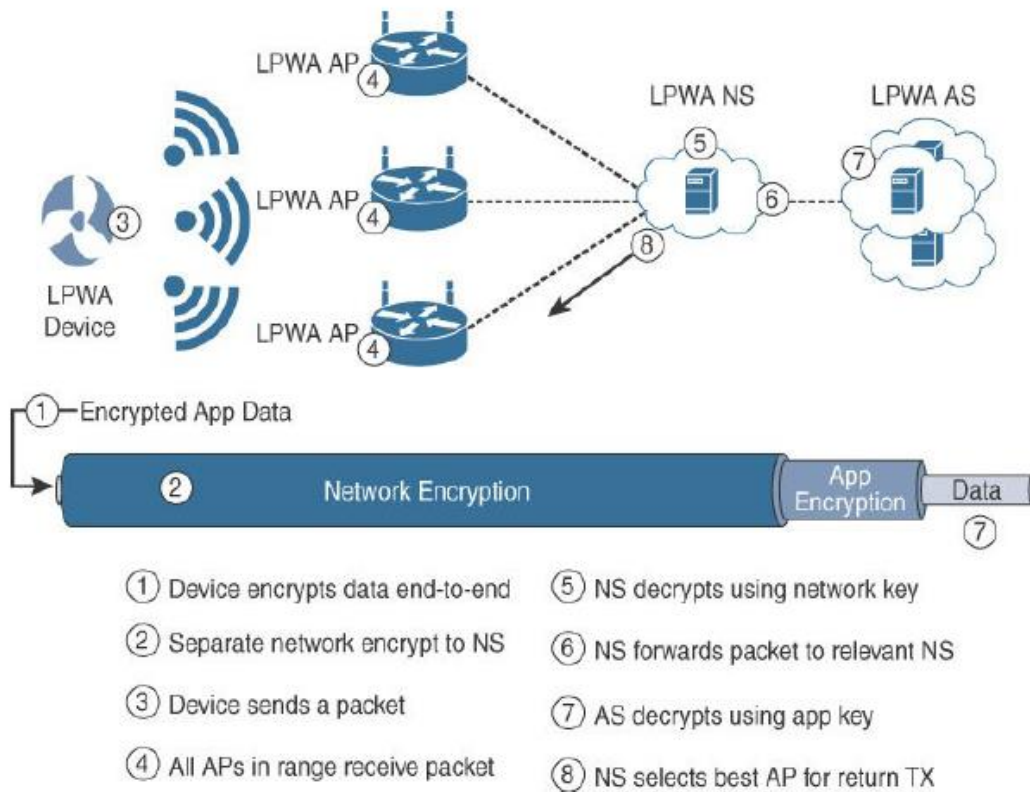 LPWA AP
4
LPWA NS
LPWA AS
5
7
LPWA AP
4
6
3
8
LPWA
Device
LPWA AP
4
1 Encrypted App Data
2
Network Encryption
App
Encryption
Data
7
1 Device encrypts data end-to-end
2 Separate network encrypt to NS
3 Device sends a packet
4 All APs in range receive packet
5 NS decrypts using network key
6 NS forwards packet to relevant NS
7 AS decrypts using app key
8 NS selects best AP for return TX